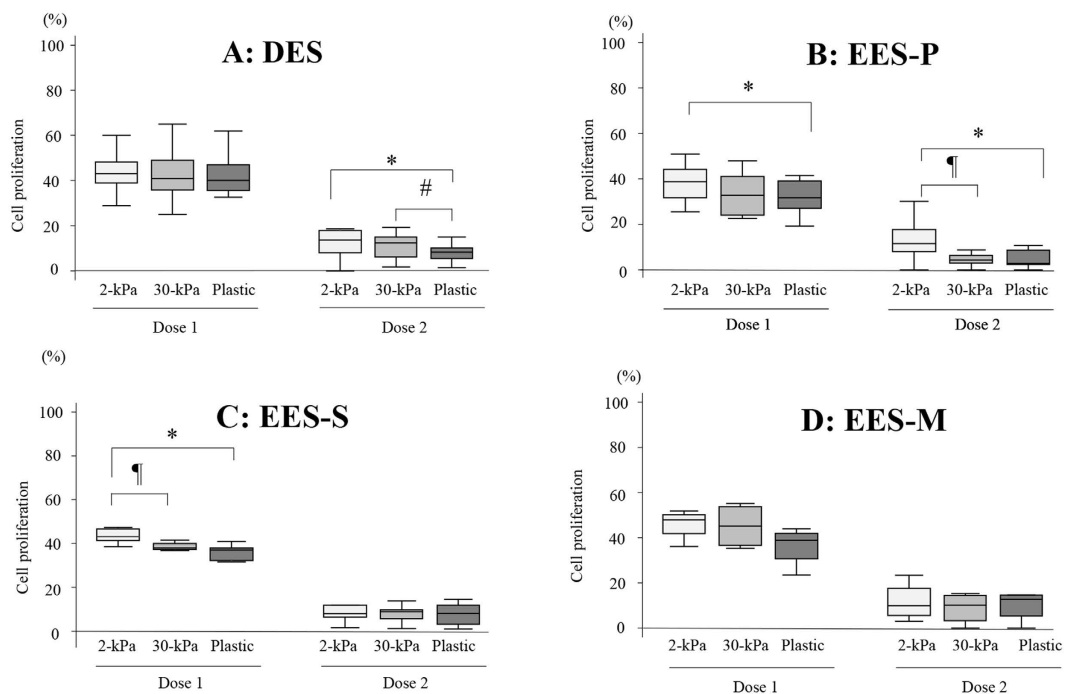 (%)
A: DES
Cell proliferation
100
80
60
40
20
0
*
#
2-kPa 30-kPa Plastic 2-kPa 30-kPa Plastic
Dose 1 Dose 2
(%)
B: EES-P
Cell proliferation
100
80
60
40
20
0
*
*
¶
2-kPa 30-kPa Plastic 2-kPa 30-kPa Plastic
Dose 1 Dose 2
(%)
C: EES-S
Cell proliferation
100
80
60
40
20
0
*
¶
2-kPa 30-kPa Plastic 2-kPa 30-kPa Plastic
Dose 1 Dose 2
(%)
D: EES-M
Cell proliferation
100
80
60
40
20
0
2-kPa 30-kPa Plastic 2-kPa 30-kPa Plastic
Dose 1 Dose 2